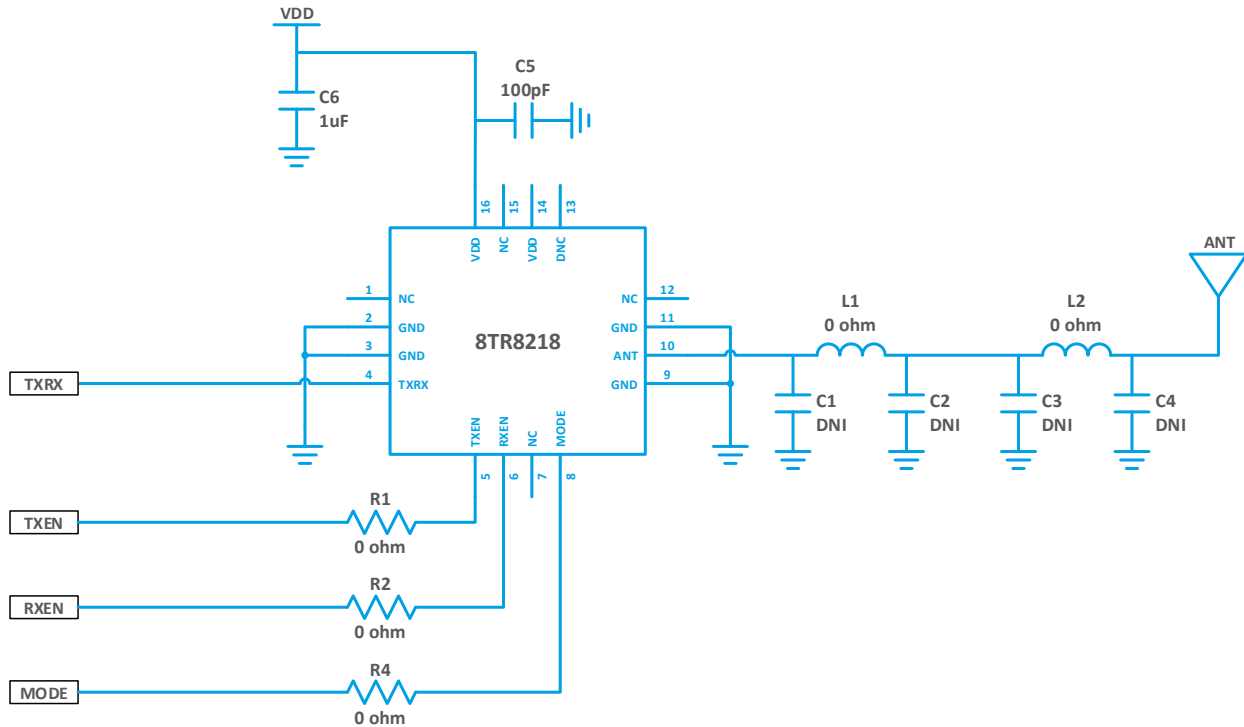 VDD
C5
100pF
C6
1uF
16
15
14
13
VDD
NC
VDD
DNC
ANT
1
NC
NC
12
2
GND
GND
11
8TR8218
3
GND
ANT
10
4
TXRX
GND
9
TXRX
L1
0 ohm
L2
0 ohm
C1
DNI
C2
DNI
C3
DNI
C4
DNI
TXEN
RXEN
NC
MODE
5
6
7
8
R1
TXEN
0 ohm
R2
RXEN
0 ohm
R4
MODE
0 ohm